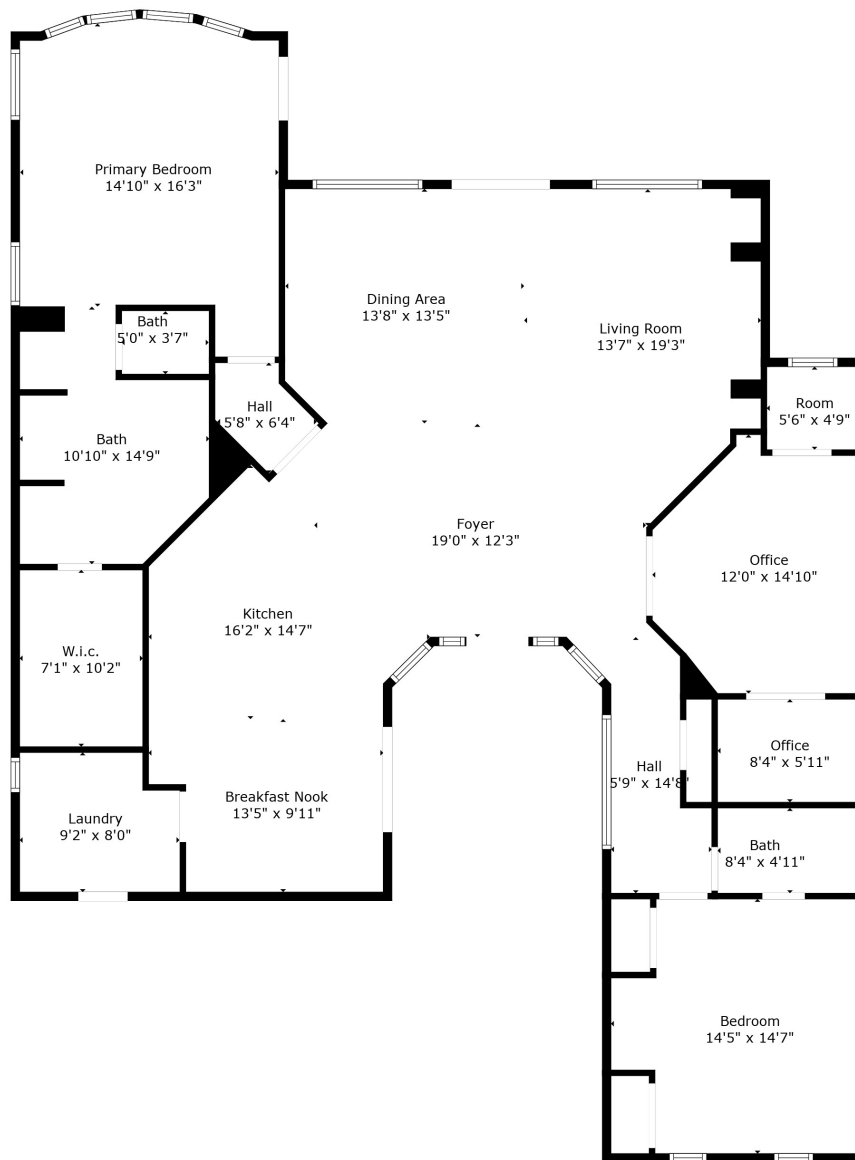 Primary Bedroom
14'10" x 16'3"
Dining Area
13'8" x 13'5"
Living Room
13'7" x 19'3"
Bath
5'0" x 3'7"
Hall
5'8" x 6'4"
Room
5'6" x 4'9"
Bath
10'10" x 14'9"
Foyer
19'0" x 12'3"
Office
12'0" x 14'10"
Kitchen
16'2" x 14'7"
W.i.c.
7'1" x 10'2"
Office
8'4" x 5'11"
Hall
5'9" x 14'8"
Breakfast Nook
13'5" x 9'11"
Laundry
9'2" x 8'0"
Bath
8'4" x 4'11"
Bedroom
14'5" x 14'7"